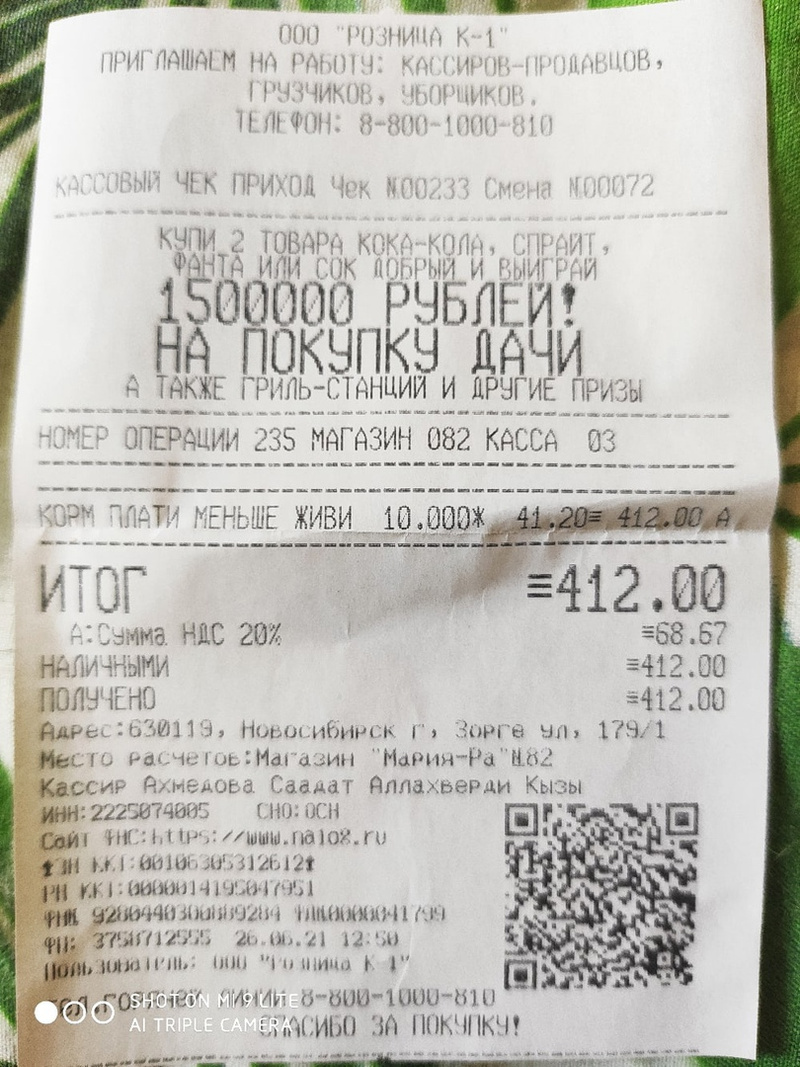 ООО "РОЗНИЦА К-1"
ПРИГЛАШАЕМ НА РАБОТУ: КАССИРОВ-ПРОДАВЦОВ,
ГРУЗЧИКОВ, УБОРЩИКОВ.
ТЕЛЕФОН: 8-800-1000-810
КАССОВЫЙ ЧЕК ПРИХОД Чек №00233 Смена №00072
КУПИ 2 ТОВАРА КОКА-КОЛА, СПРАЙТ,
ФАНТА ИЛИ СОК ДОБРЫЙ И ВЫИГРАЙ
1500000 РУБЛЕЙ!
НА ПОКУПКУ ДАЧИ
А ТАКЖЕ ГРИЛЬ-СТАНЦИЙ И ДРУГИЕ ПРИЗЫ
НОМЕР ОПЕРАЦИИ 235 МАГАЗИН 082 КАССА 03
КОРМ ПЛАТИ МЕНЬШЕ ЖИВИ 10.000* 41.20≡ 412.00 А
ИТОГ ≡412.00
А:Сумма НДС 20% ≡68.67
НАЛИЧНЫМИ ≡412.00
ПОЛУЧЕНО ≡412.00
Адрес:630119, Новосибирск г, Зорге ул, 179/1
Место расчетов:Магазин "Мария-Ра"№82
Кассир Ахмедова Саадат Аллахверди Кызы
ИНН:2225074005 СНО:ОСН
Сайт ФНС:https://www.nalog.ru
ЗН ККТ:00106305312612
РН ККТ:0000014195047951
ФН№ 9280440300889284 ФД№0000041799
ФП: 3758712555 26.06.21 12:50
Пользователь: ООО "Розница К-1"
8-800-1000-810
СПАСИБО ЗА ПОКУПКУ!
SHOT ON MI 9 LITE
AI TRIPLE CAMERA